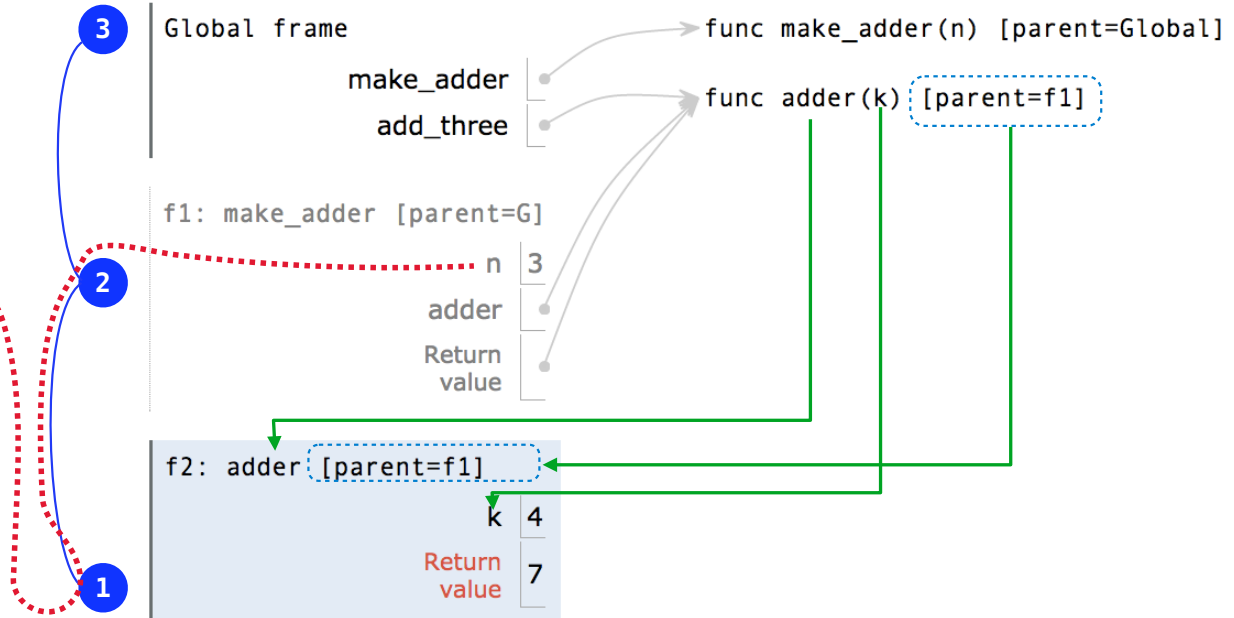 3
Global frame
func make_adder(n) [parent=Global]
make_adder
func adder(k) [parent=f1]
add_three
f1: make_adder [parent=G]
2
n 3
adder
Return
value
f2: adder [parent=f1]
k 4
1
Return
value
7